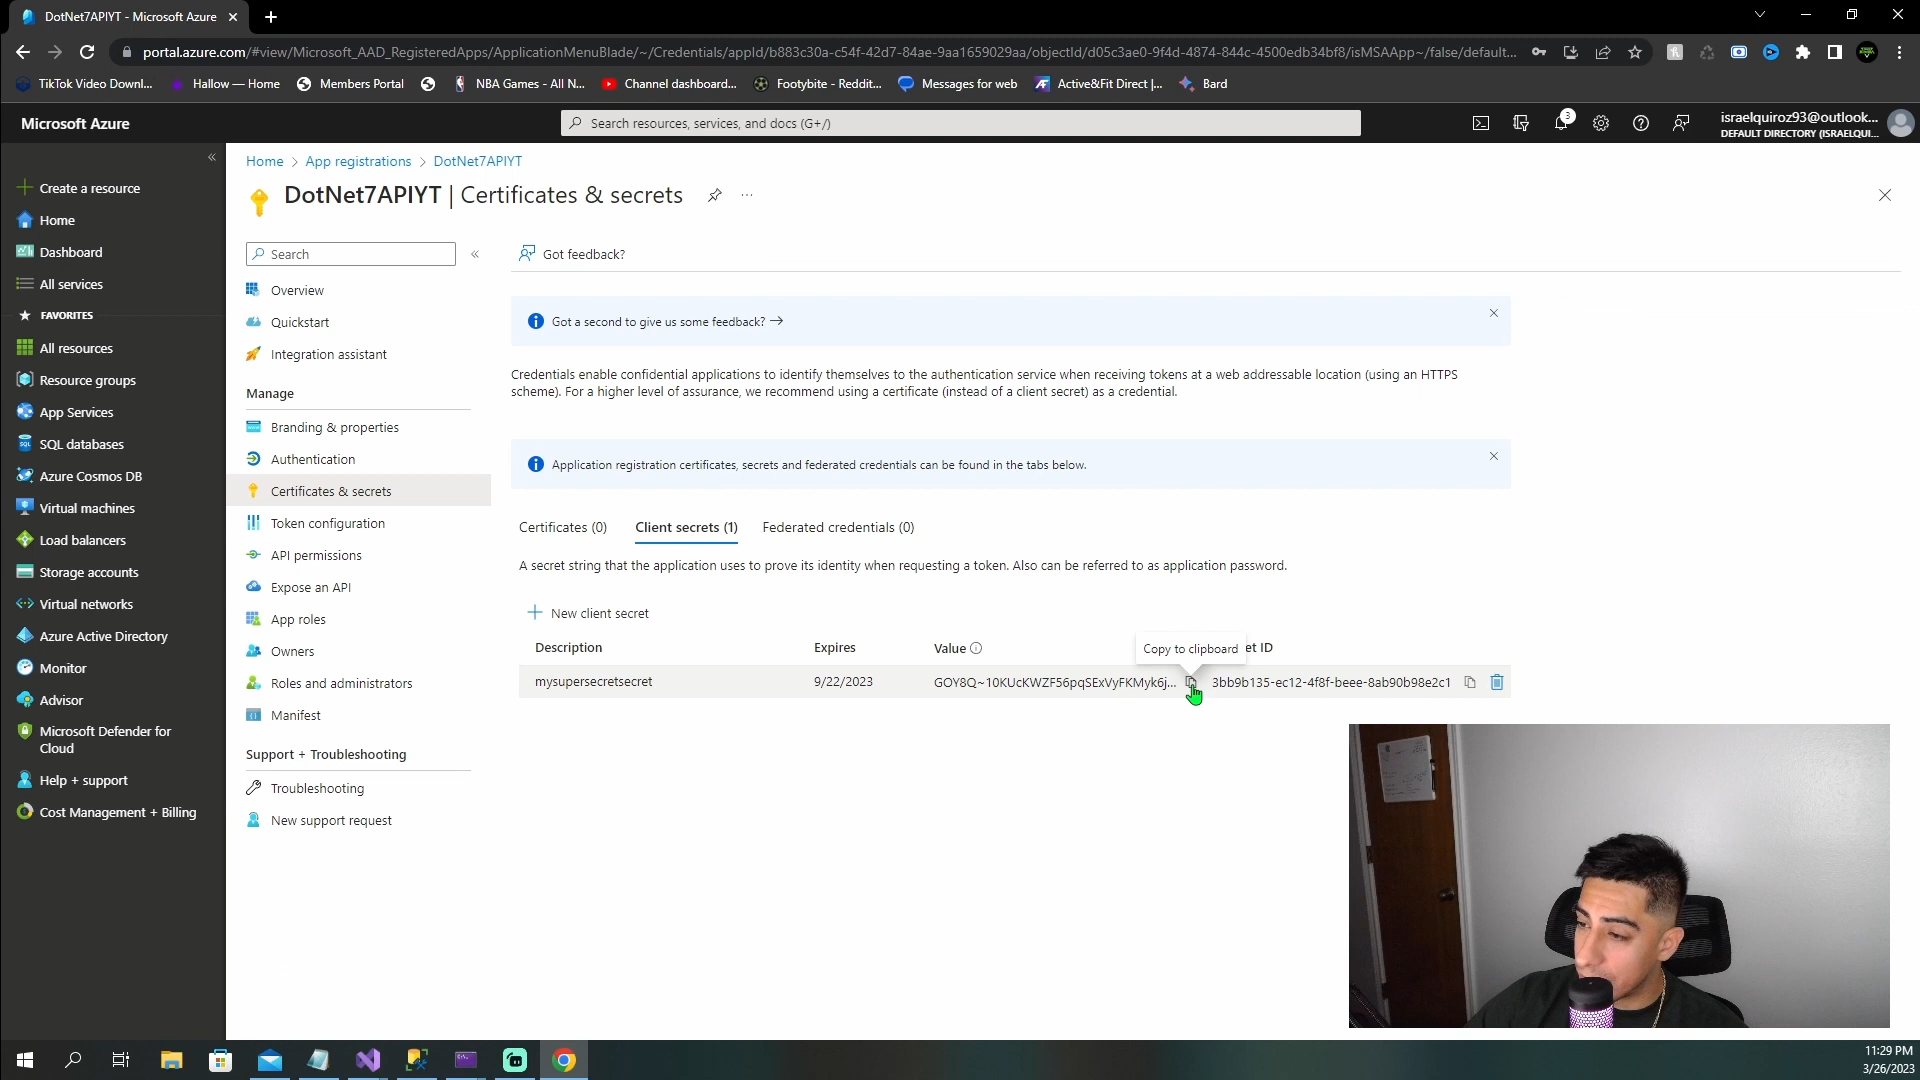 DotNet7APIYT - Microsoft Azure
portal.azure.com/#view/Microsoft_AAD_RegisteredApps/ApplicationMenuBlade/~/Credentials/appId/b883c30a-c54f-42d7-84ae-9aa1659029aa/objectId/d05c3ae0-9f4d-4874-844c-4500edb34bf8/isMSAApp~/false/default...
TikTok Video Downl... Hallow — Home Members Portal NBA Games - All N... Channel dashboard... Footybite - Reddit... Messages for web Active&Fit Direct |... Bard
Microsoft Azure
Search resources, services, and docs (G+/)
3
israelquiroz93@outlook...
DEFAULT DIRECTORY (ISRAELQUI...
Create a resource
Home
Dashboard
All services
FAVORITES
All resources
Resource groups
App Services
SQL databases
Azure Cosmos DB
Virtual machines
Load balancers
Storage accounts
Virtual networks
Azure Active Directory
Monitor
Advisor
Microsoft Defender for
Cloud
Help + support
Cost Management + Billing
Home > App registrations > DotNet7APIYT
DotNet7APIYT | Certificates & secrets
Search
Overview
Quickstart
Integration assistant
Manage
Branding & properties
Authentication
Certificates & secrets
Token configuration
API permissions
Expose an API
App roles
Owners
Roles and administrators
Manifest
Support + Troubleshooting
Troubleshooting
New support request
Got feedback?
Got a second to give us some feedback?
Credentials enable confidential applications to identify themselves to the authentication service when receiving tokens at a web addressable location (using an HTTPS
scheme). For a higher level of assurance, we recommend using a certificate (instead of a client secret) as a credential.
Application registration certificates, secrets and federated credentials can be found in the tabs below.
Certificates (0) Client secrets (1) Federated credentials (0)
A secret string that the application uses to prove its identity when requesting a token. Also can be referred to as application password.
New client secret
Copy to clipboard
Description Expires Value et ID
mysupersecretsecret 9/22/2023 GOY8Q~10KUcKWZF56pqSExVyFKMyk6j... 3bb9b135-ec12-4f8f-beee-8ab90b98e2c1
11:29 PM
3/26/2023